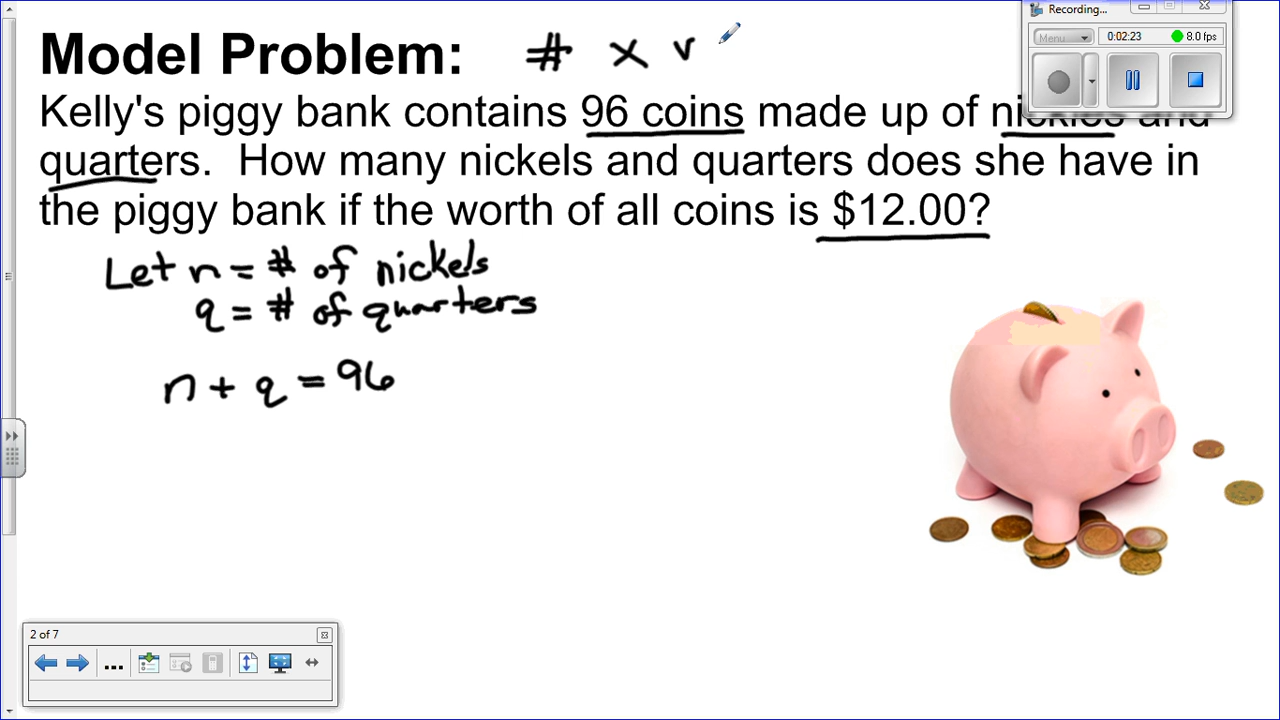 Recording...
Model Problem: # x v
Menu 0:02:23 8.0 fps
Kelly's piggy bank contains 96 coins made up of nickles and
quarters. How many nickels and quarters does she have in
the piggy bank if the worth of all coins is $12.00?
Let n = # of nickels
q = # of quarters
n + q = 96
2 of 7
...